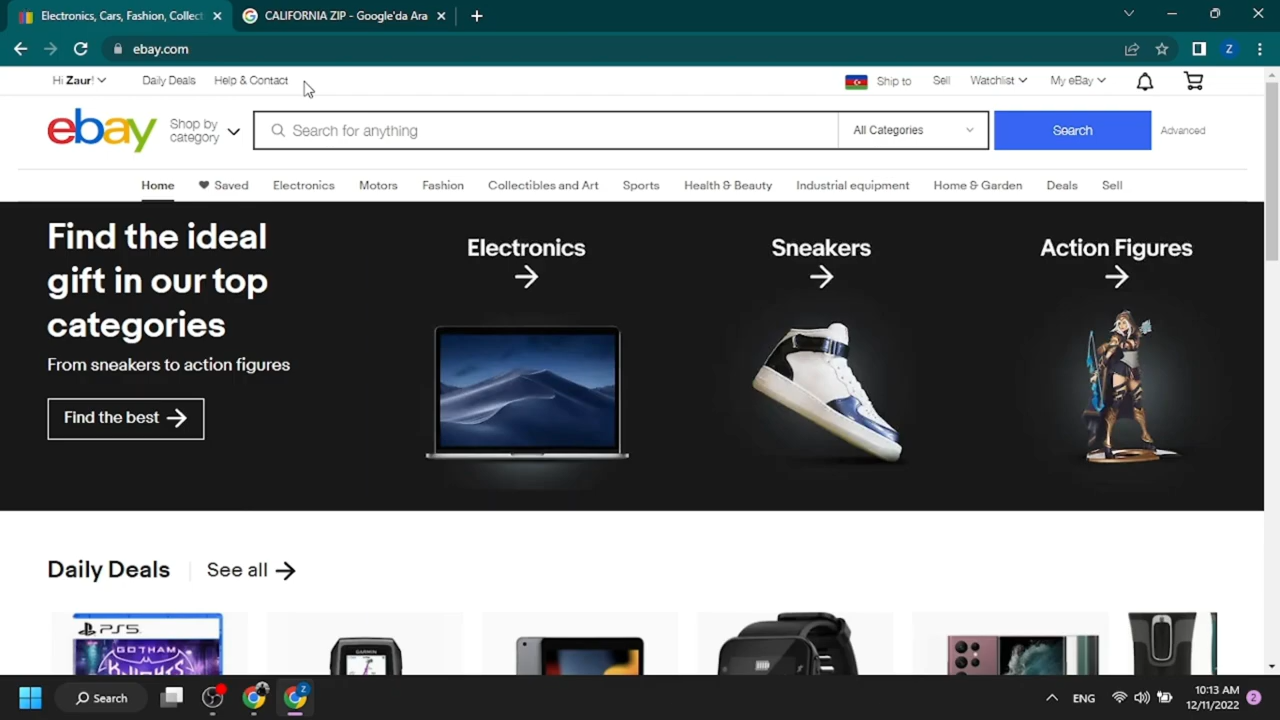 Electronics, Cars, Fashion, Collect
CALIFORNIA ZIP - Google'da Ara
ebay.com
Z
Hi Zaur!
Daily Deals
Help & Contact
Ship to
Sell
Watchlist
My eBay
ebay
Shop by
category
Search for anything
All Categories
Search
Advanced
Home
Saved
Electronics
Motors
Fashion
Collectibles and Art
Sports
Health & Beauty
Industrial equipment
Home & Garden
Deals
Sell
Find the ideal
gift in our top
categories
From sneakers to action figures
Find the best
Electronics
Sneakers
Action Figures
Daily Deals
See all
PS5
GOTHAM
KNIGHTS
GARMIN
Search
Z
ENG
10:13 AM
12/11/2022
2